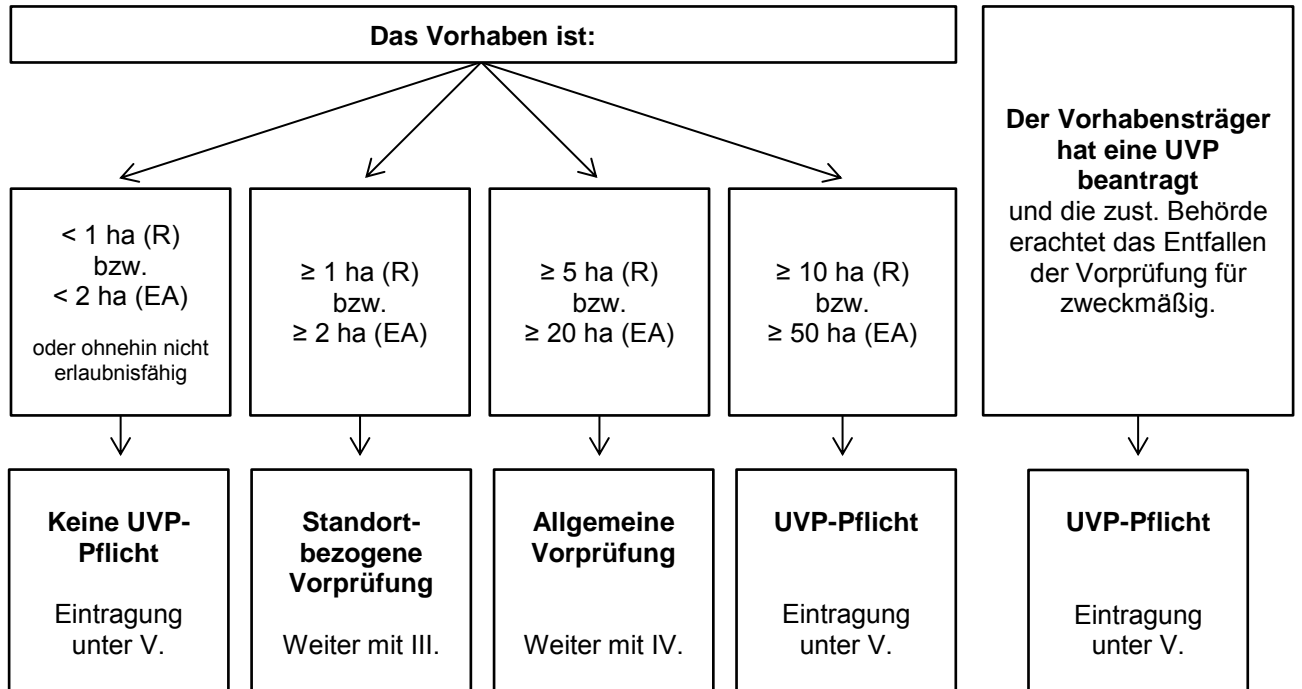 Das Vorhaben ist:
< 1 ha (R)
bzw.
< 2 ha (EA)
oder ohnehin nicht
erlaubnisfähig
≥ 1 ha (R)
bzw.
≥ 2 ha (EA)
≥ 5 ha (R)
bzw.
≥ 20 ha (EA)
≥ 10 ha (R)
bzw.
≥ 50 ha (EA)
Der Vorhabensträger
hat eine UVP
beantragt
und die zust. Behörde
erachtet das Entfallen
der Vorprüfung für
zweckmäßig.
Keine UVP-
Pflicht
Eintragung
unter V.
Standort-
bezogene
Vorprüfung
Weiter mit III.
Allgemeine
Vorprüfung
Weiter mit IV.
UVP-Pflicht
Eintragung
unter V.
UVP-Pflicht
Eintragung
unter V.